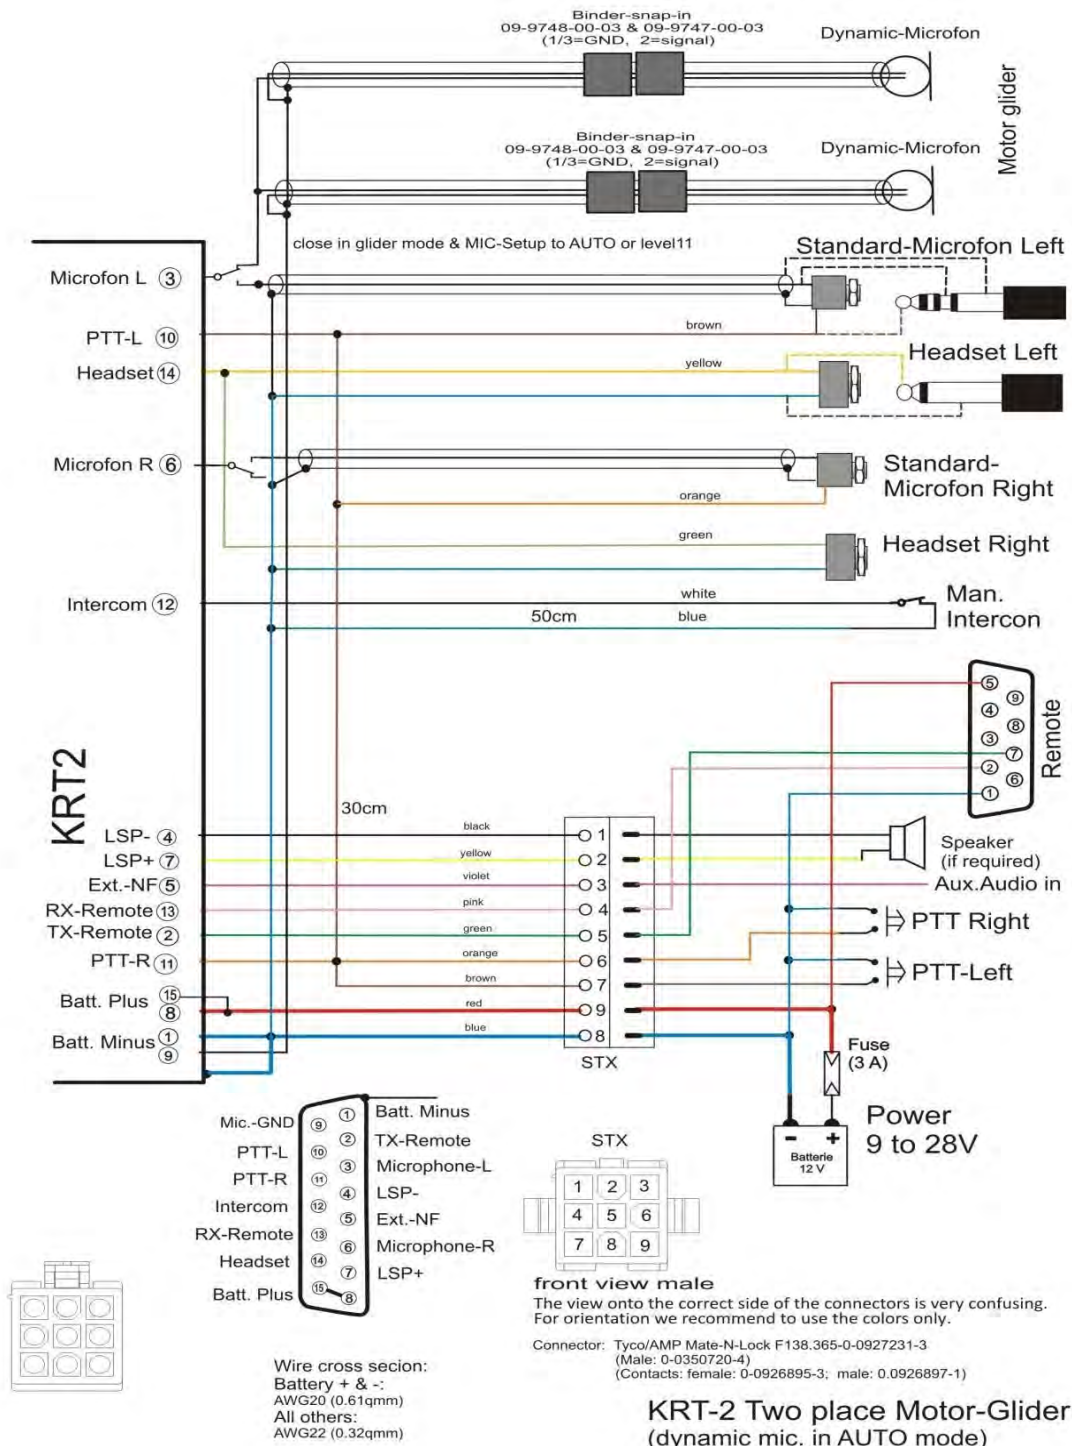 Binder-snap-in
09-9748-00-03 & 09-9747-00-03
(1/3=GND, 2=signal)
Dynamic-Microfon
Motor glider
Binder-snap-in
09-9748-00-03 & 09-9747-00-03
(1/3=GND, 2=signal)
Dynamic-Microfon
close in glider mode & MIC-Setup to AUTO or level11
Standard-Microfon Left
Microfon L 3
PTT-L 10
brown
Headset 14
yellow
Headset Left
Microfon R 6
Standard-
Microfon Right
orange
green
Headset Right
Intercom 12
white
50cm
blue
Man.
Intercon
KRT2
30cm
Remote
5
9
4
8
3
7
2
6
1
LSP- 4
black
1
LSP+ 7
yellow
2
Speaker
(if required)
Ext.-NF 5
violet
3
Aux.Audio in
RX-Remote 13
pink
4
PTT Right
TX-Remote 2
green
5
PTT-R 11
orange
6
PTT-Left
brown
7
Batt. Plus 15
8
red
9
Batt. Minus 1
9
blue
8
STX
Fuse
(3 A)
Power
9 to 28V
- +
Batterie
12 V
Mic.-GND 9
PTT-L 10
PTT-R 11
Intercom 12
RX-Remote 13
Headset 14
Batt. Plus 15
1 Batt. Minus
2 TX-Remote
3 Microphone-L
4 LSP-
5 Ext.-NF
6 Microphone-R
7 LSP+
8
STX
1 2 3
4 5 6
7 8 9
front view male
The view onto the correct side of the connectors is very confusing.
For orientation we recommend to use the colors only.
Connector: Tyco/AMP Mate-N-Lock F138.365-0-0927231-3
(Male: 0-0350720-4)
(Contacts: female: 0-0926895-3; male: 0.0926897-1)
Wire cross secion:
Battery + & -:
AWG20 (0.61qmm)
All others:
AWG22 (0.32qmm)
KRT-2 Two place Motor-Glider
(dynamic mic. in AUTO mode)